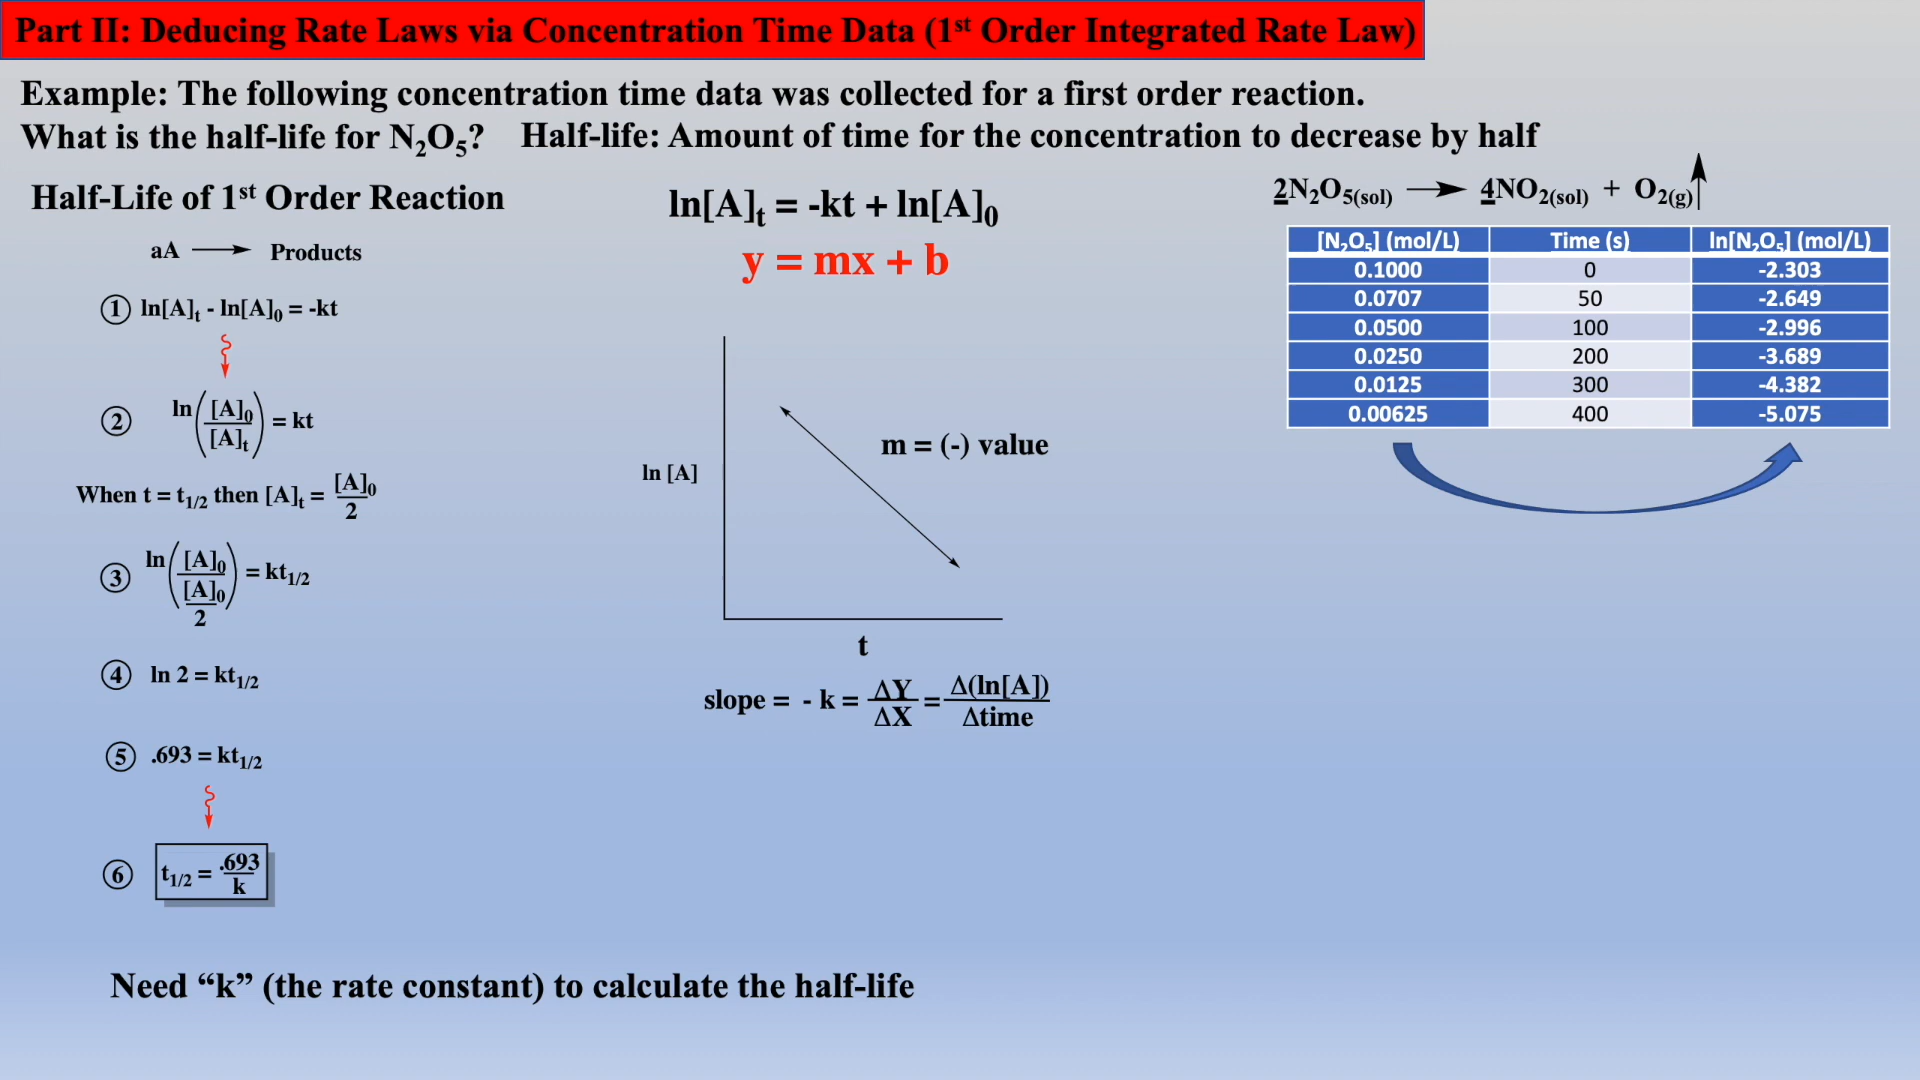 Part II: Deducing Rate Laws via Concentration Time Data (1st Order Integrated Rate Law)
Example: The following concentration time data was collected for a first order reaction.
What is the half-life for N₂O₅? Half-life: Amount of time for the concentration to decrease by half
Half-Life of 1st Order Reaction
aA ⟶ Products
① ln[A]t - ln[A]₀ = -kt
② ln([A]₀/[A]t) = kt
When t = t1/2 then [A]t = [A]₀/2
③ ln([A]₀/([A]₀/2)) = kt1/2
④ ln 2 = kt1/2
⑤ .693 = kt1/2
⑥ t1/2 = .693/k
Need “k” (the rate constant) to calculate the half-life
ln[A]t = -kt + ln[A]₀
y = mx + b
m = (-) value
ln [A]
t
slope = - k = ΔY/ΔX = Δ(ln[A])/Δtime
2N₂O₅(sol) ⟶ 4NO₂(sol) + O₂(g)↑
[N₂O₅] (mol/L) Time (s) ln[N₂O₅] (mol/L)
0.1000 0 -2.303
0.0707 50 -2.649
0.0500 100 -2.996
0.0250 200 -3.689
0.0125 300 -4.382
0.00625 400 -5.075